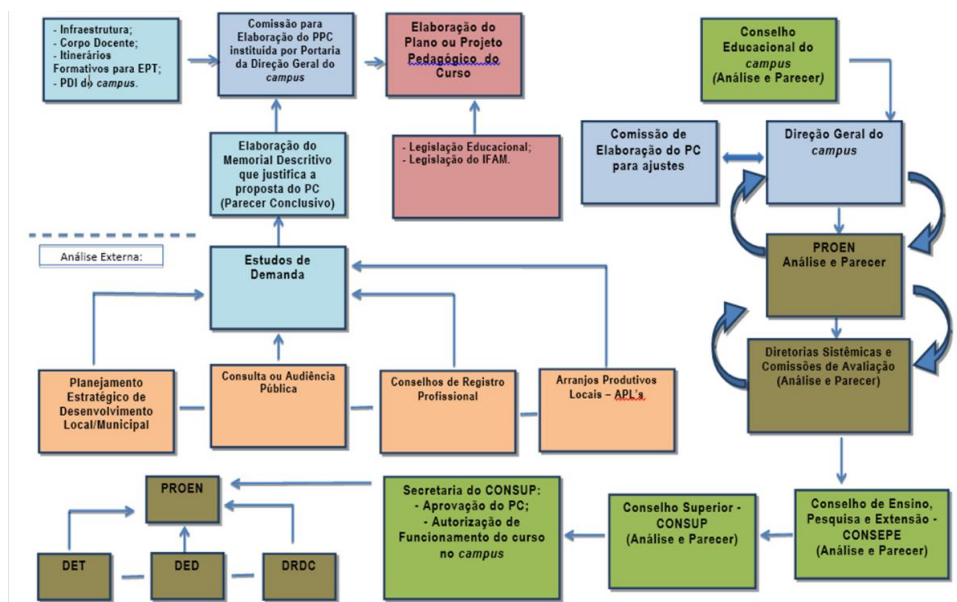 - Infraestrutura;
- Corpo Docente;
- Itinerários
Formativos para EPT;
- PDI do campus.
Comissão para
Elaboração do PPC
instituída por Portaria
da Direção Geral do
campus
Elaboração do
Plano ou Projeto
Pedagógico do
Curso
Conselho
Educacional do
campus
(Análise e Parecer)
Elaboração do
Memorial Descritivo
que justifica a
proposta do PC
(Parecer Conclusivo)
- Legislação Educacional;
- Legislação do IFAM.
Comissão de
Elaboração do PC
para ajustes
Direção Geral do
campus
Análise Externa:
Estudos de
Demanda
PROEN
Análise e Parecer
Planejamento
Estratégico de
Desenvolvimento
Local/Municipal
Consulta ou Audiência
Pública
Conselhos de Registro
Profissional
Arranjos Produtivos
Locais – APL's
Diretorias Sistêmicas e
Comissões de Avaliação
(Análise e Parecer)
PROEN
DET
DED
DRDC
Secretaria do CONSUP:
- Aprovação do PC;
- Autorização de
Funcionamento do curso
no campus
Conselho Superior -
CONSUP
(Análise e Parecer)
Conselho de Ensino,
Pesquisa e Extensão -
CONSEPE
(Análise e Parecer)